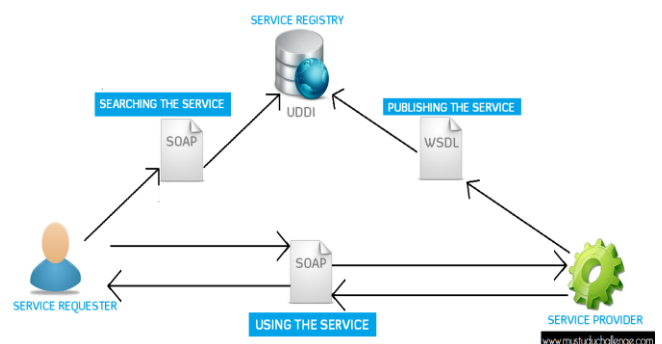 SERVICE REGISTRY
SEARCHING THE SERVICE
PUBLISHING THE SERVICE
UDDI
SOAP
WSDL
SOAP
SERVICE REQUESTER
SERVICE PROVIDER
USING THE SERVICE
www.mustuduchallenge.com